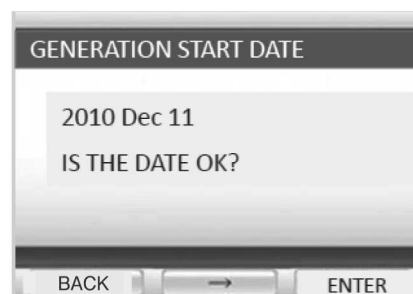 GENERATION START DATE
2010 Dec 11
IS THE DATE OK?
BACK → ENTER